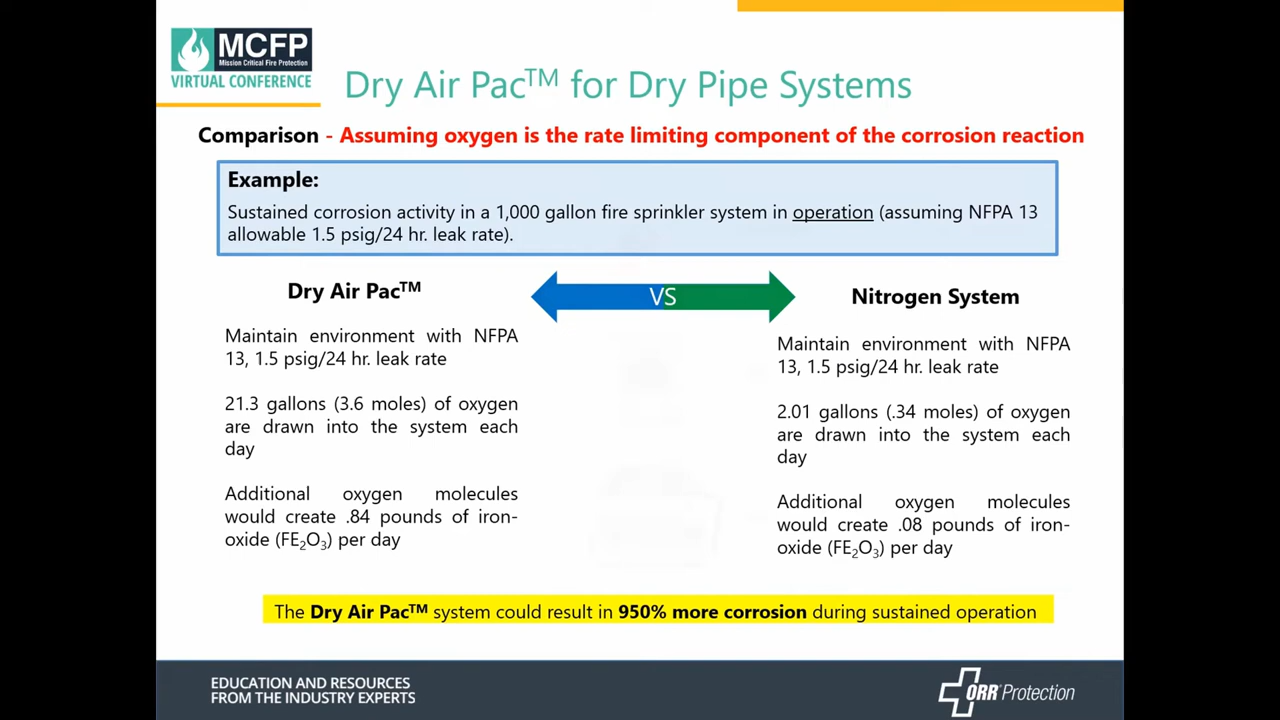 MCFP
Mission Critical Fire Protection
VIRTUAL CONFERENCE
Dry Air Pac™ for Dry Pipe Systems
Comparison - Assuming oxygen is the rate limiting component of the corrosion reaction
Example:
Sustained corrosion activity in a 1,000 gallon fire sprinkler system in operation (assuming NFPA 13
allowable 1.5 psig/24 hr. leak rate).
Dry Air Pac™
VS
Nitrogen System
Maintain environment with NFPA
13, 1.5 psig/24 hr. leak rate
21.3 gallons (3.6 moles) of oxygen
are drawn into the system each
day
Additional oxygen molecules
would create .84 pounds of iron-
oxide (FE₂O₃) per day
Maintain environment with NFPA
13, 1.5 psig/24 hr. leak rate
2.01 gallons (.34 moles) of oxygen
are drawn into the system each
day
Additional oxygen molecules
would create .08 pounds of iron-
oxide (FE₂O₃) per day
The Dry Air Pac™ system could result in 950% more corrosion during sustained operation
EDUCATION AND RESOURCES
FROM THE INDUSTRY EXPERTS
ORR® Protection